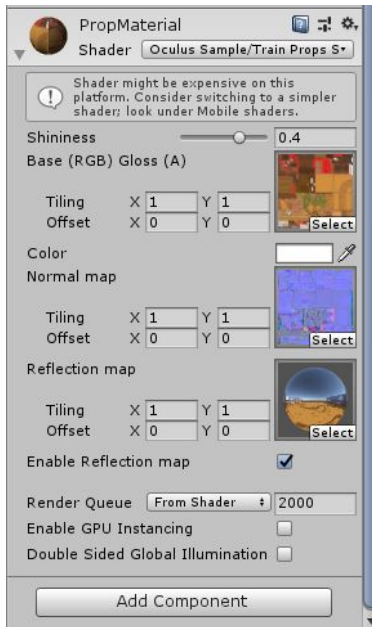 PropMaterial
Shader Oculus Sample/Train Props S
Shader might be expensive on this
platform. Consider switching to a simpler
shader; look under Mobile shaders.
Shininess 0.4
Base (RGB) Gloss (A)
Tiling X 1 Y 1
Offset X 0 Y 0
Select
Color
Normal map
Tiling X 1 Y 1
Offset X 0 Y 0
Select
Reflection map
Tiling X 1 Y 1
Offset X 0 Y 0
Select
Enable Reflection map
Render Queue From Shader 2000
Enable GPU Instancing
Double Sided Global Illumination
Add Component